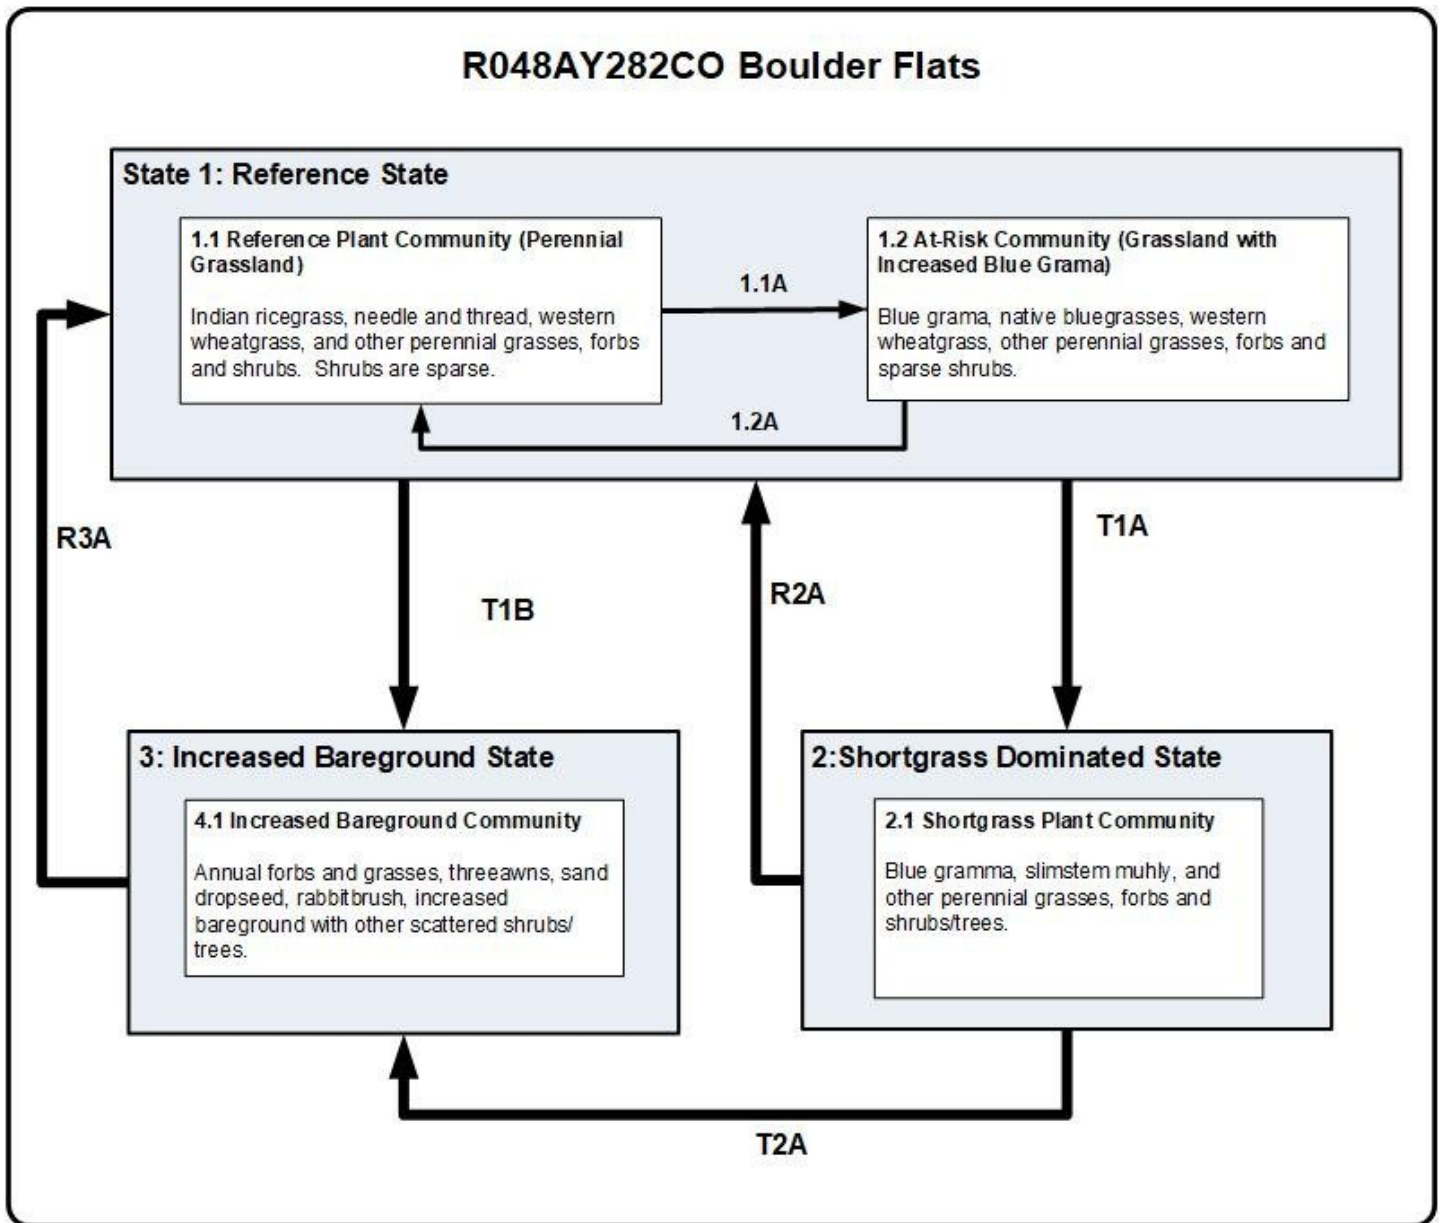 R048AY282CO Boulder Flats
State 1: Reference State
1.1 Reference Plant Community (Perennial
Grassland)
Indian ricegrass, needle and thread, western
wheatgrass, and other perennial grasses, forbs
and shrubs.  Shrubs are sparse.
1.1A
1.2 At-Risk Community (Grassland with
Increased Blue Grama)
Blue grama, native bluegrasses, western
wheatgrass, other perennial grasses, forbs and
sparse shrubs.
1.2A
R3A
T1B
R2A
T1A
3: Increased Bareground State
4.1 Increased Bareground Community
Annual forbs and grasses, threeawns, sand
dropseed, rabbitbrush, increased
bareground with other scattered shrubs/
trees.
2:Shortgrass Dominated State
2.1 Shortgrass Plant Community
Blue gramma, slimstem muhly, and
other perennial grasses, forbs and
shrubs/trees.
T2A